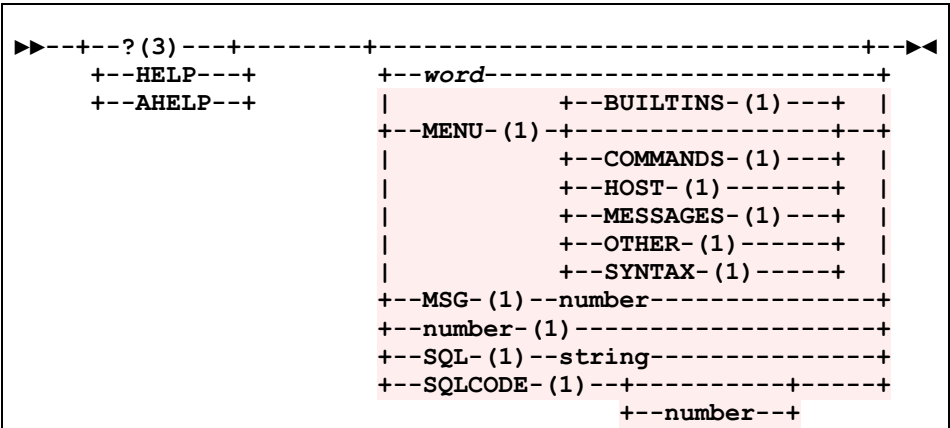 ►►--+--?(3)---+--------+--------------------------------+--►◄
     +--HELP---+        +--word--------------------------+
     +--AHELP--+        |           +--BUILTINS-(1)---+  |
                        +--MENU-(1)-+-----------------+--+
                        |           +--COMMANDS-(1)---+  |
                        |           +--HOST-(1)-------+  |
                        |           +--MESSAGES-(1)---+  |
                        |           +--OTHER-(1)------+  |
                        |           +--SYNTAX-(1)-----+  |
                        +--MSG-(1)--number---------------+
                        +--number-(1)--------------------+
                        +--SQL-(1)--string---------------+
                        +--SQLCODE-(1)--+----------+-----+
                                        +--number--+